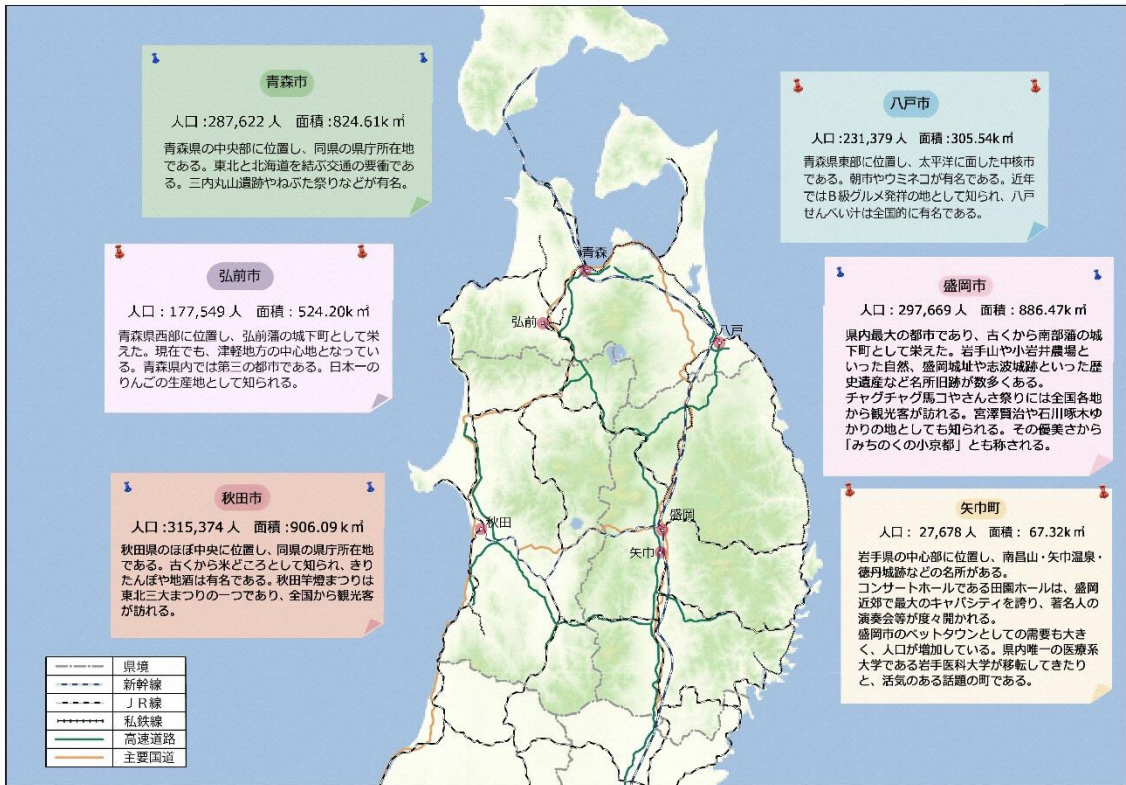 青森市
人口:287,622 人 面積:824.61k㎡
青森県の中央部に位置し、同県の県庁所在地
である。東北と北海道を結ぶ交通の要衝であ
る。三内丸山遺跡やねぶた祭りなどが有名。
八戸市
人口:231,379 人 面積:305.54k㎡
青森県東部に位置し、太平洋に面した中核市
である。朝市やウミネコが有名である。近年
ではB級グルメ発祥の地として知られ、八戸
せんべい汁は全国的に有名である。
弘前市
人口:177,549 人 面積:524.20k㎡
青森県西部に位置し、弘前藩の城下町として栄
えた。現在でも、津軽地方の中心地となってい
る。青森県内では第三の都市である。日本一の
りんごの生産地として知られる。
盛岡市
人口:297,669 人 面積:886.47k㎡
県内最大の都市であり、古くから南部藩の城
下町として栄えた。岩手山や小岩井農場と
いった自然、盛岡城址や志波城跡といった歴
史遺産など名所旧跡が数多くある。
チャグチャグ馬コやさんさ祭りには全国各地
から観光客が訪れる。宮澤賢治や石川啄木ゆ
かりの地としても知られる。その優美さから
「みちのくの小京都」とも称される。
秋田市
人口:315,374 人 面積:906.09k㎡
秋田県のほぼ中央に位置し、同県の県庁所在地
である。古くから米どころとして知られ、きり
たんぽや地酒は有名である。秋田竿燈まつりは
東北三大まつりの一つであり、全国から観光客
が訪れる。
矢巾町
人口: 27,678 人 面積: 67.32k㎡
岩手県の中心部に位置し、南昌山・矢巾温泉・
徳丹城跡などの名所がある。
コンサートホールである田園ホールは、盛岡
近郊で最大のキャパシティを誇り、著名人の
演奏会等が度々開かれる。
盛岡市のベットタウンとしての需要も大き
く、人口が増加している。県内唯一の医療系
大学である岩手医科大学が移転してきたり
と、活気のある話題の町である。
青森
弘前
八戸
秋田
盛岡
矢巾
県境
新幹線
JR線
私鉄線
高速道路
主要国道